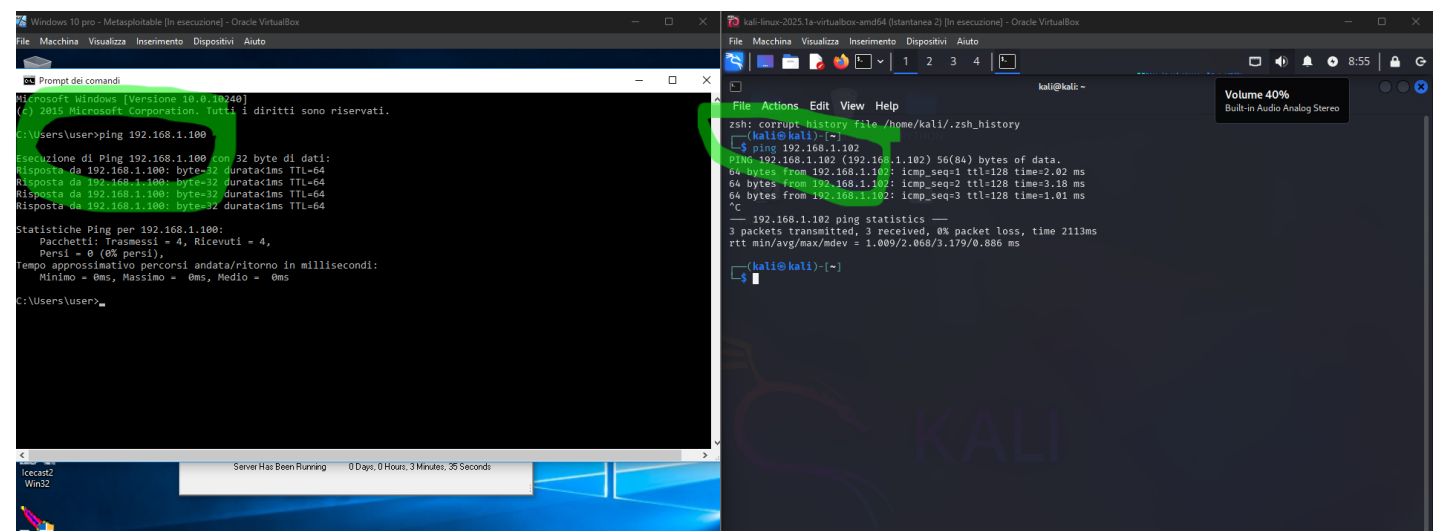 Windows 10 pro - Metasploitable [In esecuzione] - Oracle VirtualBox
File Macchina Visualizza Inserimento Dispositivi Aiuto
Prompt dei comandi
Microsoft Windows [Versione 10.0.10240]
(c) 2015 Microsoft Corporation. Tutti i diritti sono riservati.
C:\Users\user>ping 192.168.1.100
Esecuzione di Ping 192.168.1.100 con 32 byte di dati:
Risposta da 192.168.1.100: byte=32 durata<1ms TTL=64
Risposta da 192.168.1.100: byte=32 durata<1ms TTL=64
Risposta da 192.168.1.100: byte=32 durata<1ms TTL=64
Risposta da 192.168.1.100: byte=32 durata<1ms TTL=64
Statistiche Ping per 192.168.1.100:
Pacchetti: Trasmessi = 4, Ricevuti = 4,
Persi = 0 (0% persi),
Tempo approssimativo percorsi andata/ritorno in millisecondi:
Minimo = 0ms, Massimo = 0ms, Medio = 0ms
C:\Users\user>_
Server Has Been Running 0 Days, 0 Hours, 3 Minutes, 35 Seconds
Icecast2
Win32
kali-linux-2025.1a-virtualbox-amd64 (Istantanea 2) [In esecuzione] - Oracle VirtualBox
File Macchina Visualizza Inserimento Dispositivi Aiuto
1 2 3 4
8:55
kali@kali: ~
Volume 40%
Built-in Audio Analog Stereo
File Actions Edit View Help
zsh: corrupt history file /home/kali/.zsh_history
┌──(kali㉿kali)-[~]
└─$ ping 192.168.1.102
PING 192.168.1.102 (192.168.1.102) 56(84) bytes of data.
64 bytes from 192.168.1.102: icmp_seq=1 ttl=128 time=2.02 ms
64 bytes from 192.168.1.102: icmp_seq=2 ttl=128 time=3.18 ms
64 bytes from 192.168.1.102: icmp_seq=3 ttl=128 time=1.01 ms
^C
── 192.168.1.102 ping statistics ──
3 packets transmitted, 3 received, 0% packet loss, time 2113ms
rtt min/avg/max/mdev = 1.009/2.068/3.179/0.886 ms
┌──(kali㉿kali)-[~]
└─$
KALI